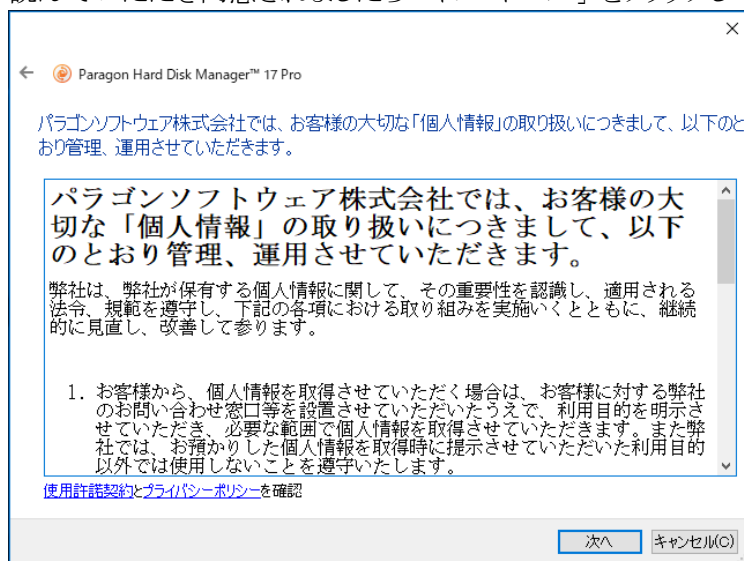 Paragon Hard Disk Manager™ 17 Pro
パラゴンソフトウェア株式会社では、お客様の大切な「個人情報」の取り扱いにつきまして、以下のと
おり管理、運用させていただきます。
パラゴンソフトウェア株式会社では、お客様の大
切な「個人情報」の取り扱いにつきまして、以下
のとおり管理、運用させていただきます。
弊社は、弊社が保有する個人情報に関して、その重要性を認識し、適用される
法令、規範を遵守し、下記の各項における取り組みを実施いくとともに、継続
的に見直し、改善して参ります。
1. お客様から、個人情報を取得させていただく場合は、お客様に対する弊社
のお問い合わせ窓口等を設置させていただいたうえで、利用目的を明示さ
せていただき、必要な範囲で個人情報を取得させていただきます。また弊
社では、お預かりした個人情報を取得時に提示させていただいた利用目的
以外では使用しないことを遵守いたします。
使用許諾契約とプライバシーポリシーを確認
次へ キャンセル(C)